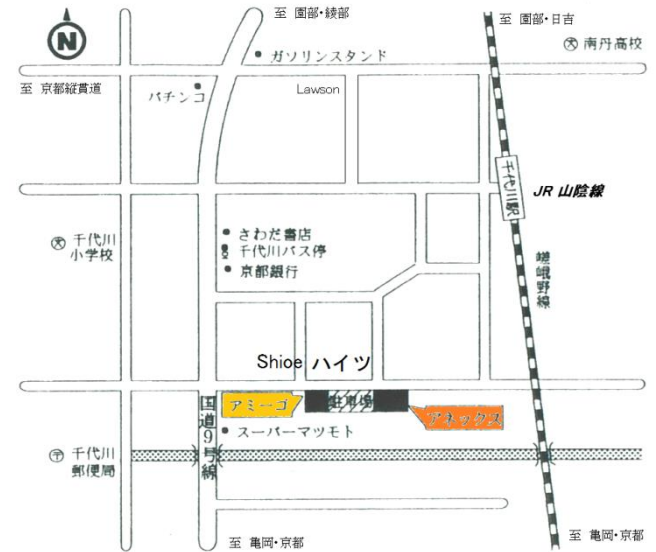 至 園部・綾部
至 園部・日吉
N
ガソリンスタンド
南丹高校
至 京都縦貫道
パチンコ
Lawson
千代川駅
JR 山陰線
さわだ書店
千代川バス停
京都銀行
千代川
小学校
嵯峨野線
Shioe ハイツ
アミーゴ
駐車場
アネックス
国道9号線
スーパーマツモト
〒 千代川
郵便局
至 亀岡・京都
至 亀岡・京都